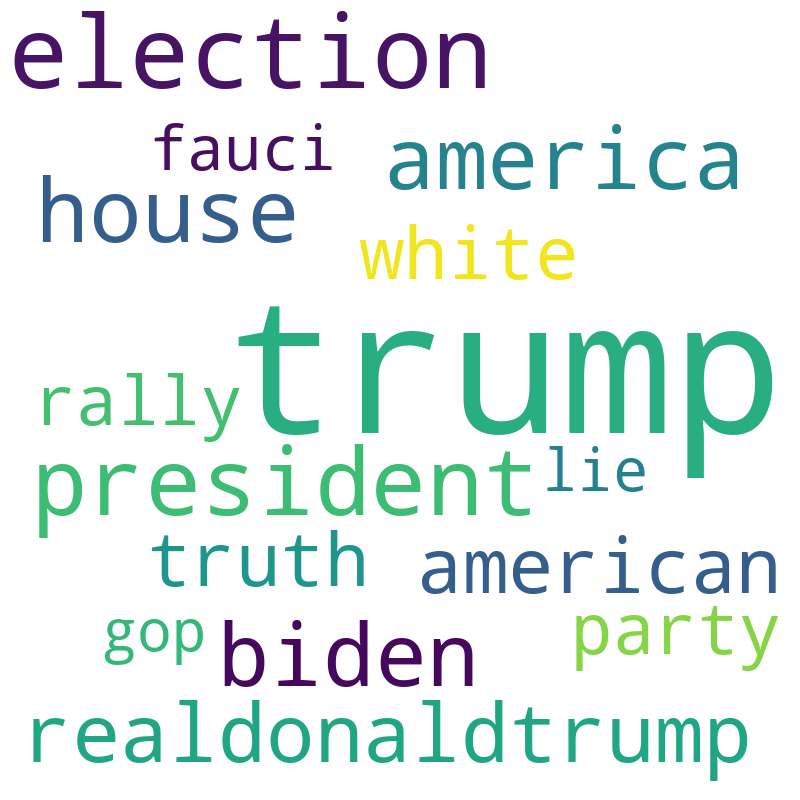 election
fauci
america
house
white
trump
rally
president
lie
truth
american
gop
biden
party
realdonaldtrump